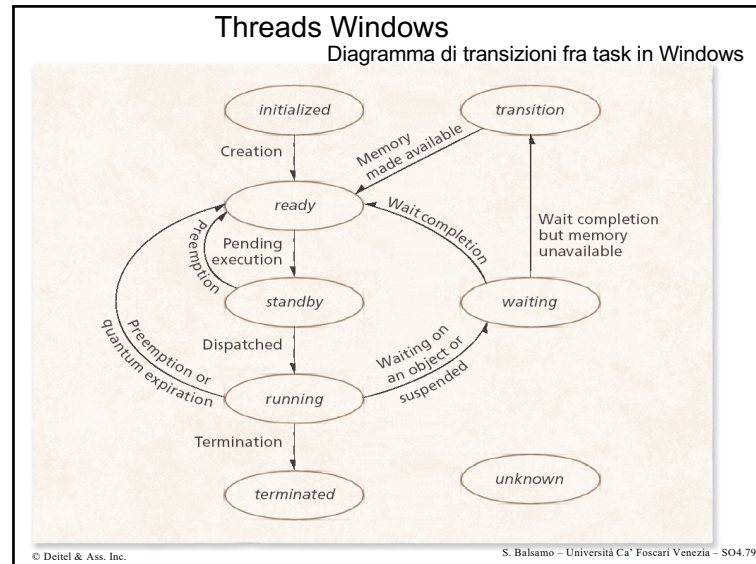 Threads Windows
Diagramma di transizioni fra task in Windows
initialized
transition
Creation
Memory
made available
ready
Wait completion
Preemption
Pending
execution
Wait completion
but memory
unavailable
standby
waiting
Dispatched
Preemption or
quantum expiration
Waiting on
an object or
suspended
running
Termination
unknown
terminated
© Deitel & Ass. Inc.
S. Balsamo – Università Ca’ Foscari Venezia – SO4.79